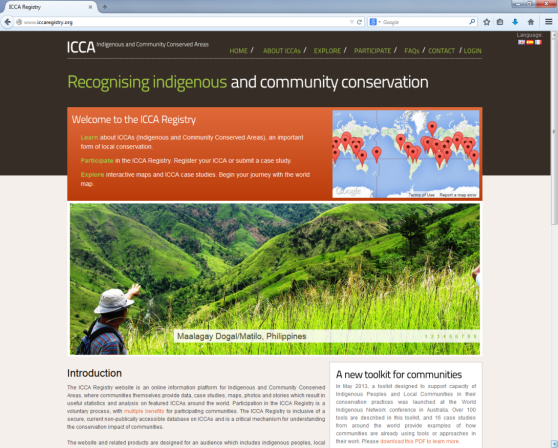 ICCA Registry
www.iccaregistry.org
Google
Language:
ICCA Indigenous and Community Conserved Areas
HOME / ABOUT ICCAs / EXPLORE / PARTICIPATE / FAQs / CONTACT / LOGIN
Recognising indigenous and community conservation
Welcome to the ICCA Registry
Learn about ICCAs (Indigenous and Community Conserved Areas), an important
form of local conservation.
Participate in the ICCA Registry. Register your ICCA or submit a case study.
Explore interactive maps and ICCA case studies. Begin your journey with the world
map.
Google
Terms of Use Report a map error
Maalagay Dogal/Matilo, Philippines
1 2 3 4 5 6 7 8
Introduction
The ICCA Registry website is an online information platform for Indigenous and Community Conserved
Areas, where communities themselves provide data, case studies, maps, photos and stories which result in
useful statistics and analysis on featured ICCAs around the world. Participation in the ICCA Registry is a
voluntary process, with multiple benefits for participating communities. The ICCA Registry is inclusive of a
secure, current non-publically accessible database on ICCAs and is a critical mechanism for understanding
the conservation impact of communities.
The website and related products are designed for an audience which includes indigenous peoples, local
A new toolkit for communities
In May 2013, a toolkit designed to support capacity of
Indigenous Peoples and Local Communities in their
conservation practices was launched at the World
Indigenous Network conference in Australia. Over 100
tools are described in this toolkit, and 16 case studies
from around the world provide examples of how
communities are already using tools or approaches in
their work. Please download this PDF to learn more.